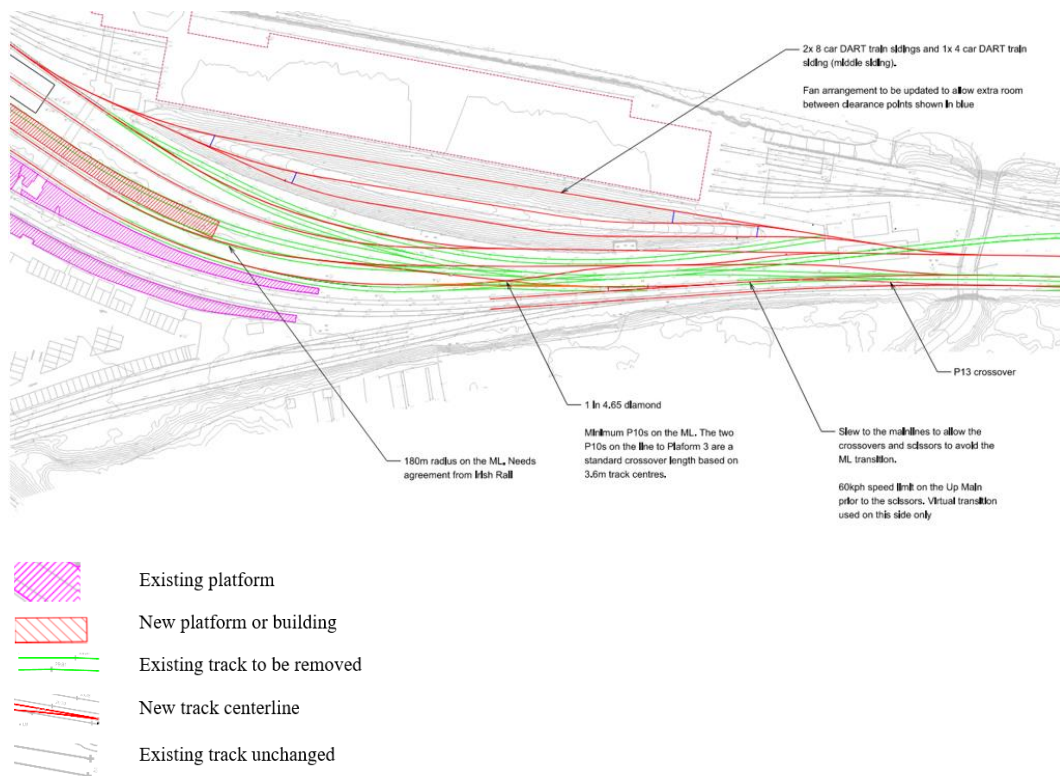 2x 8 car DART train sidings and 1x 4 car DART train
siding (middle siding).
Fan arrangement to be updated to allow extra room
between clearance points shown in blue
P13 crossover
1 in 4.65 diamond
Minimum P10s on the ML. The two
P10s on the line to Plaform 3 are a
standard crossover length based on
3.6m track centres.
180m radius on the ML. Needs
agreement from Irish Rail
Slew to the mainlines to allow the
crossovers and scissors to avoid the
ML transition.
60kph speed limit on the Up Main
prior to the scissors. Virtual transition
used on this side only
Existing platform
New platform or building
Existing track to be removed
New track centerline
Existing track unchanged